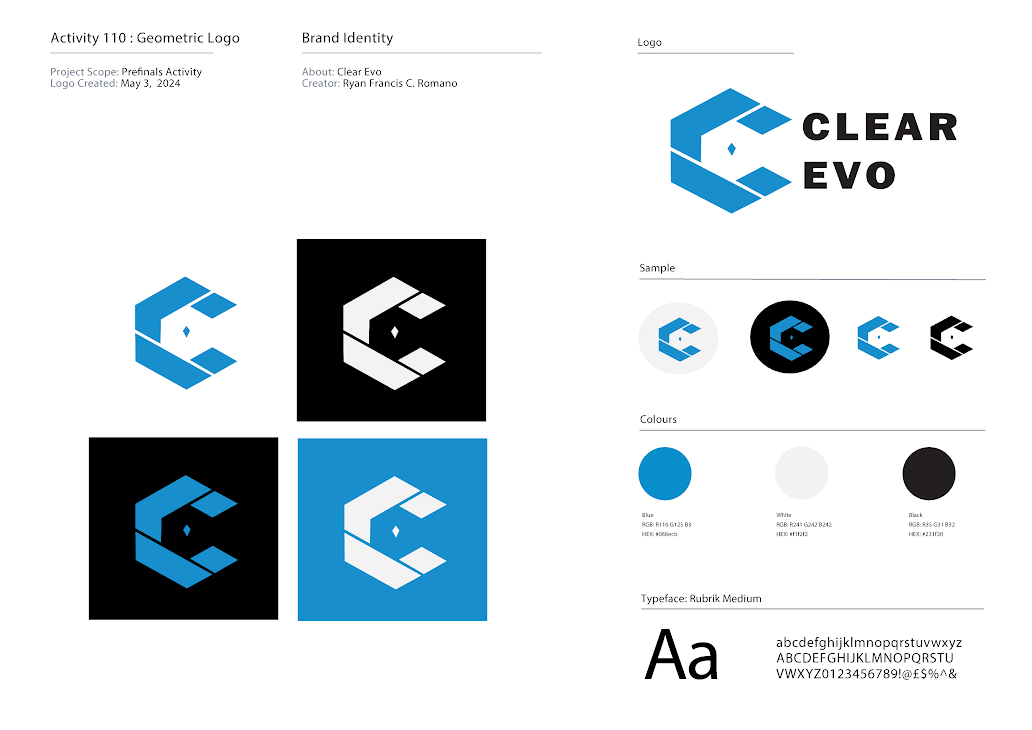 Activity 110 : Geometric Logo
Project Scope: Prefinals Activity
Logo Created: May 3, 2024
Brand Identity
About: Clear Evo
Creator: Ryan Francis C. Romano
Logo
CLEAR
EVO
Sample
Colours
Blue
RGB: R116 G125 B3
HEX: #088ecb
White
RGB: R241 G242 B242
HEX: #f1f2f2
Black
RGB: R35 G31 B32
HEX: #231f20
Typeface: Rubrik Medium
Aa
abcdefghijklmnopqrstuvwxyz
ABCDEFGHIJKLMNOPQRSTU
VWXYZ0123456789!@£$%^&